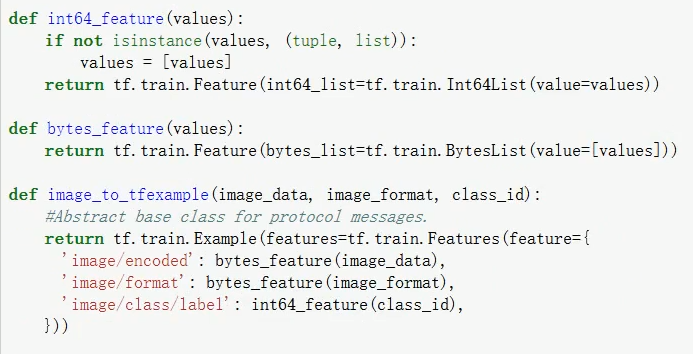 def int64_feature(values):
    if not isinstance(values, (tuple, list)):
        values = [values]
    return tf.train.Feature(int64_list=tf.train.Int64List(value=values))

def bytes_feature(values):
    return tf.train.Feature(bytes_list=tf.train.BytesList(value=[values]))

def image_to_tfexample(image_data, image_format, class_id):
    #Abstract base class for protocol messages.
    return tf.train.Example(features=tf.train.Features(feature={
      'image/encoded': bytes_feature(image_data),
      'image/format': bytes_feature(image_format),
      'image/class/label': int64_feature(class_id),
    }))